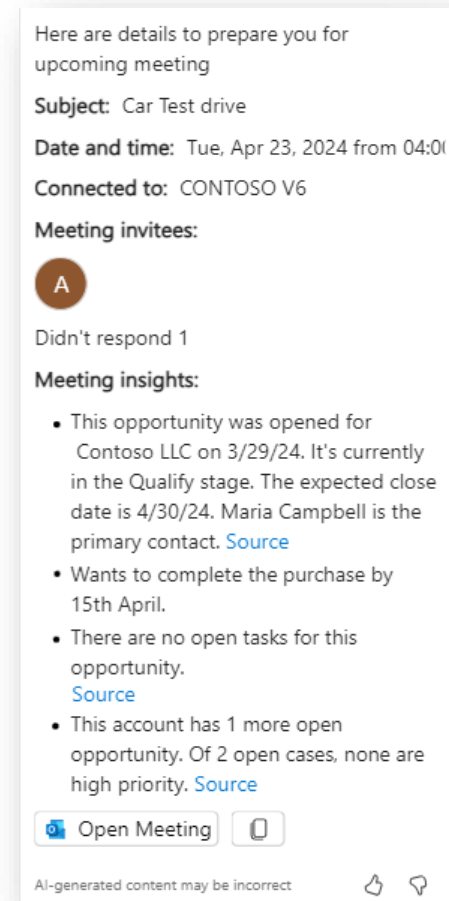 Here are details to prepare you for
upcoming meeting
Subject: Car Test drive
Date and time: Tue, Apr 23, 2024 from 04:0
Connected to: CONTOSO V6
Meeting invitees:
A
Didn't respond 1
Meeting insights:
• This opportunity was opened for
Contoso LLC on 3/29/24. It's currently
in the Qualify stage. The expected close
date is 4/30/24. Maria Campbell is the
primary contact. Source
• Wants to complete the purchase by
15th April.
• There are no open tasks for this
opportunity.
Source
• This account has 1 more open
opportunity. Of 2 open cases, none are
high priority. Source
Open Meeting
AI-generated content may be incorrect